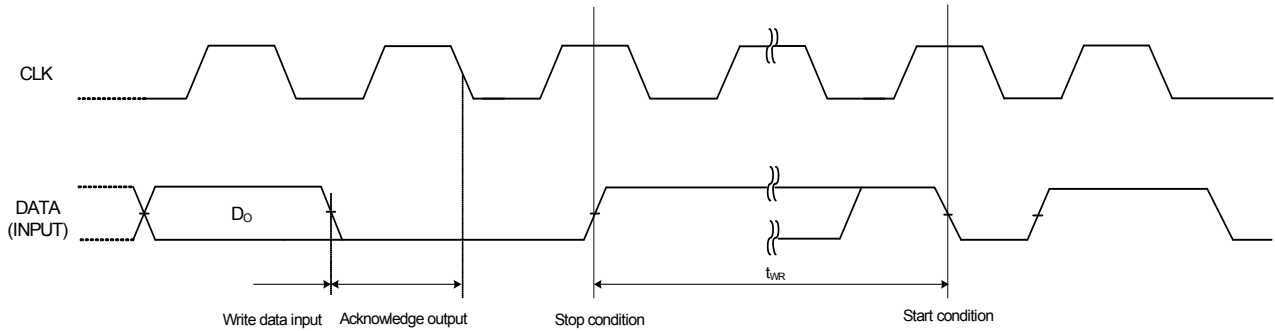 CLK
DATA
(INPUT)
DO
tWR
Write data input
Acknowledge output
Stop condition
Start condition